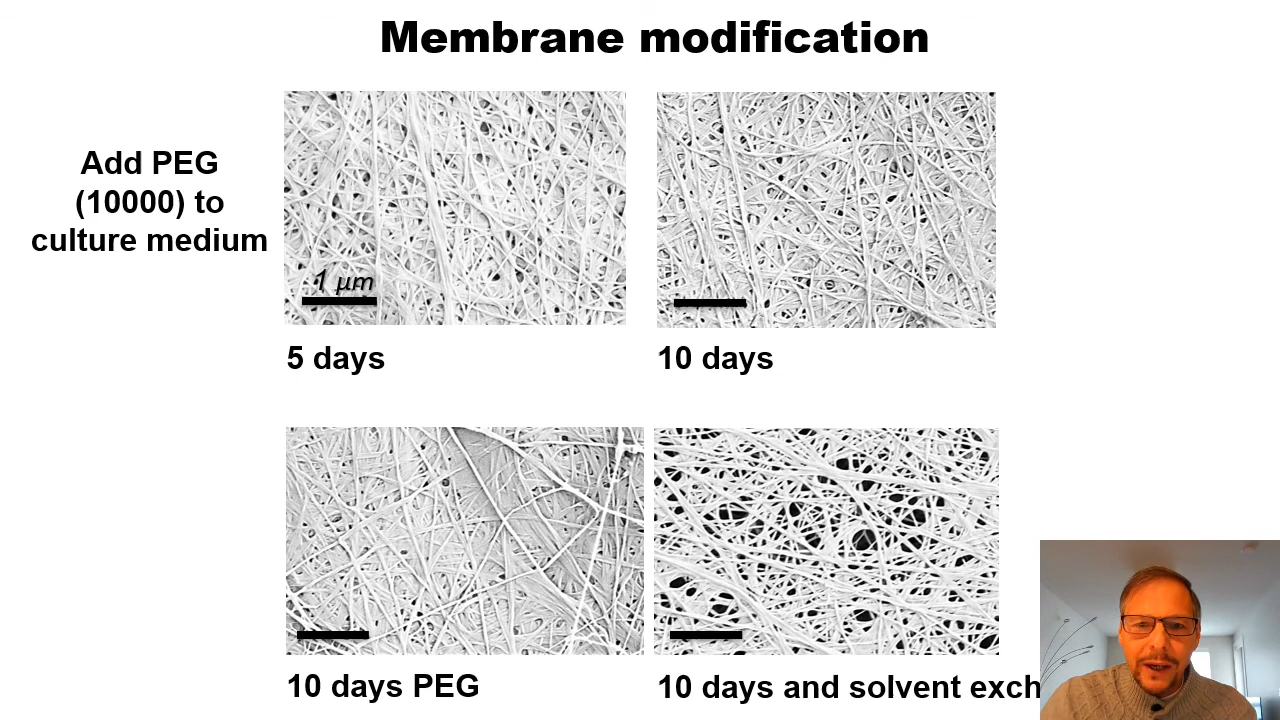 Membrane modification
Add PEG
(10000) to
culture medium
1 µm
5 days
10 days
10 days PEG
10 days and solvent exch